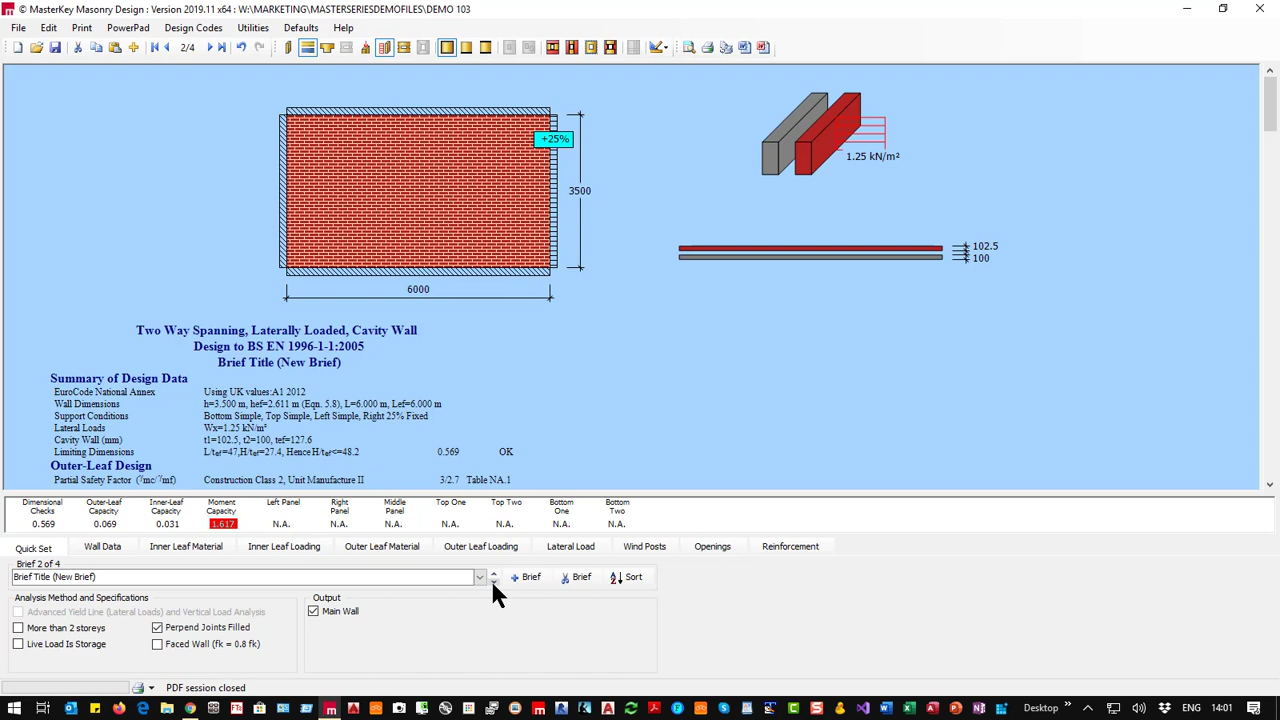 MasterKey Masonry Design : Version 2019.11 x64 : W:\MARKETING\MASTERSERIESDEMOFILES\DEMO 103
File Edit Print PowerPad Design Codes Utilities Defaults Help
2/4
+25%
3500
6000
1.25 kN/m²
102.5
100
Two Way Spanning, Laterally Loaded, Cavity Wall
Design to BS EN 1996-1-1:2005
Brief Title (New Brief)
Summary of Design Data
EuroCode National Annex Using UK values:A1 2012
Wall Dimensions h=3.500 m, hef=2.611 m (Eqn. 5.8), L=6.000 m, Lef=6.000 m
Support Conditions Bottom Simple, Top Simple, Left Simple, Right 25% Fixed
Lateral Loads Wx=1.25 kN/m²
Cavity Wall (mm) t1=102.5, t2=100, tef=127.6
Limiting Dimensions L/tef=47,H/tef=27.4, Hence H/tef<=48.2 0.569 OK
Outer-Leaf Design
Partial Safety Factor (γmc/γmf) Construction Class 2, Unit Manufacture II 3/2.7 Table NA.1
Dimensional Checks Outer-Leaf Capacity Inner-Leaf Capacity Moment Capacity Left Panel Right Panel Middle Panel Top One Top Two Bottom One Bottom Two
0.569 0.069 0.031 1.617 N.A. N.A. N.A. N.A. N.A. N.A. N.A.
Quick Set Wall Data Inner Leaf Material Inner Leaf Loading Outer Leaf Material Outer Leaf Loading Lateral Load Wind Posts Openings Reinforcement
Brief 2 of 4
Brief Title (New Brief) Brief Brief Sort
Analysis Method and Specifications Output
Advanced Yield Line (Lateral Loads) and Vertical Load Analysis Main Wall
More than 2 storeys Perpend Joints Filled
Live Load Is Storage Faced Wall (fk = 0.8 fk)
PDF session closed
Desktop ENG 14:01